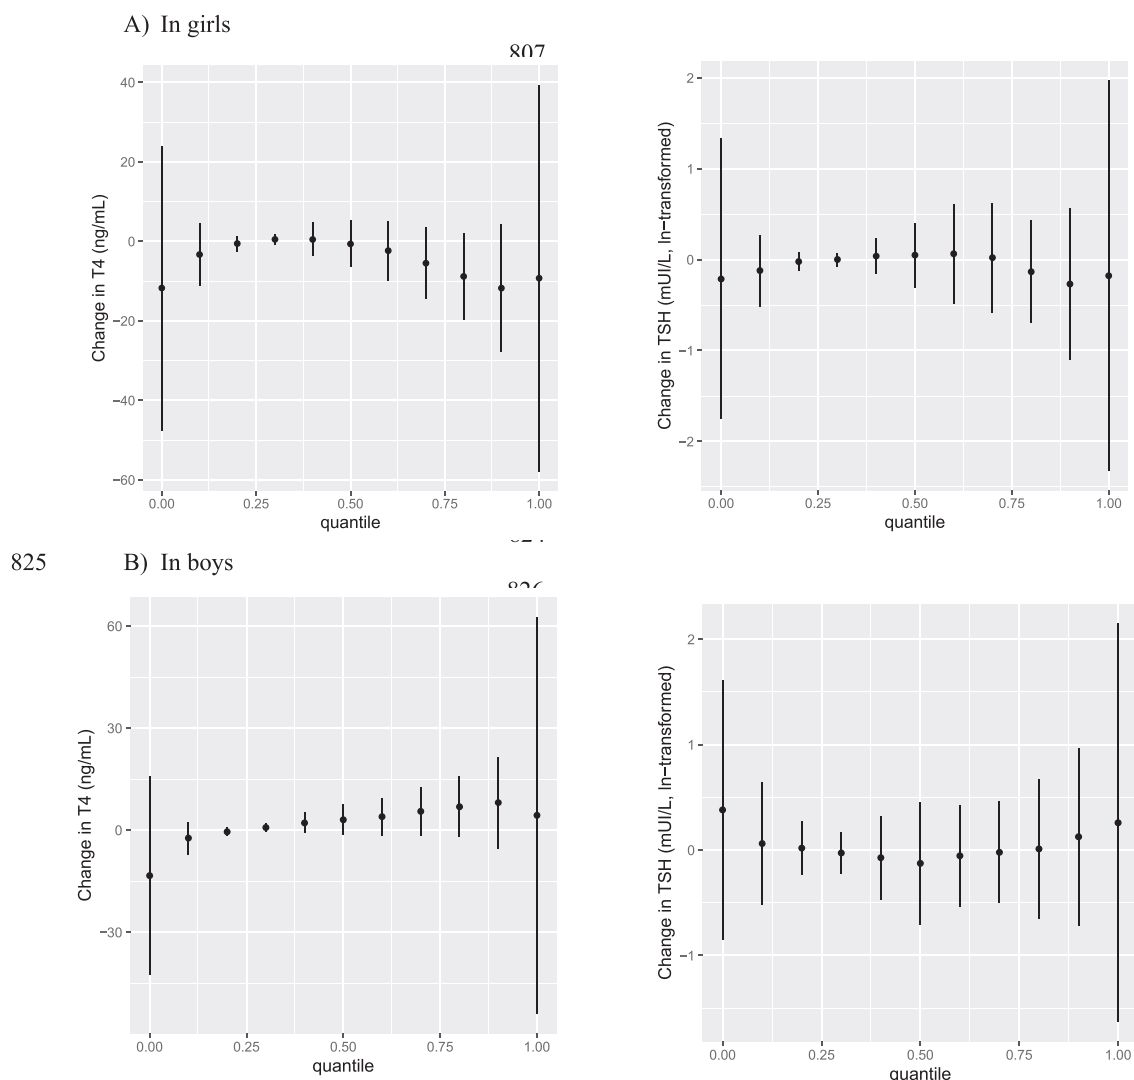 A) In girls
807
40
20
0
−20
−40
−60
Change in T4 (ng/mL)
0.00 0.25 0.50 0.75 1.00
quantile
2
1
0
−1
−2
Change in TSH (mUI/L, ln−transformed)
0.00 0.25 0.50 0.75 1.00
quantile
825 B) In boys
60
30
0
−30
Change in T4 (ng/mL)
0.00 0.25 0.50 0.75 1.00
quantile
2
1
0
−1
Change in TSH (mUI/L, ln−transformed)
0.00 0.25 0.50 0.75 1.00
quantile